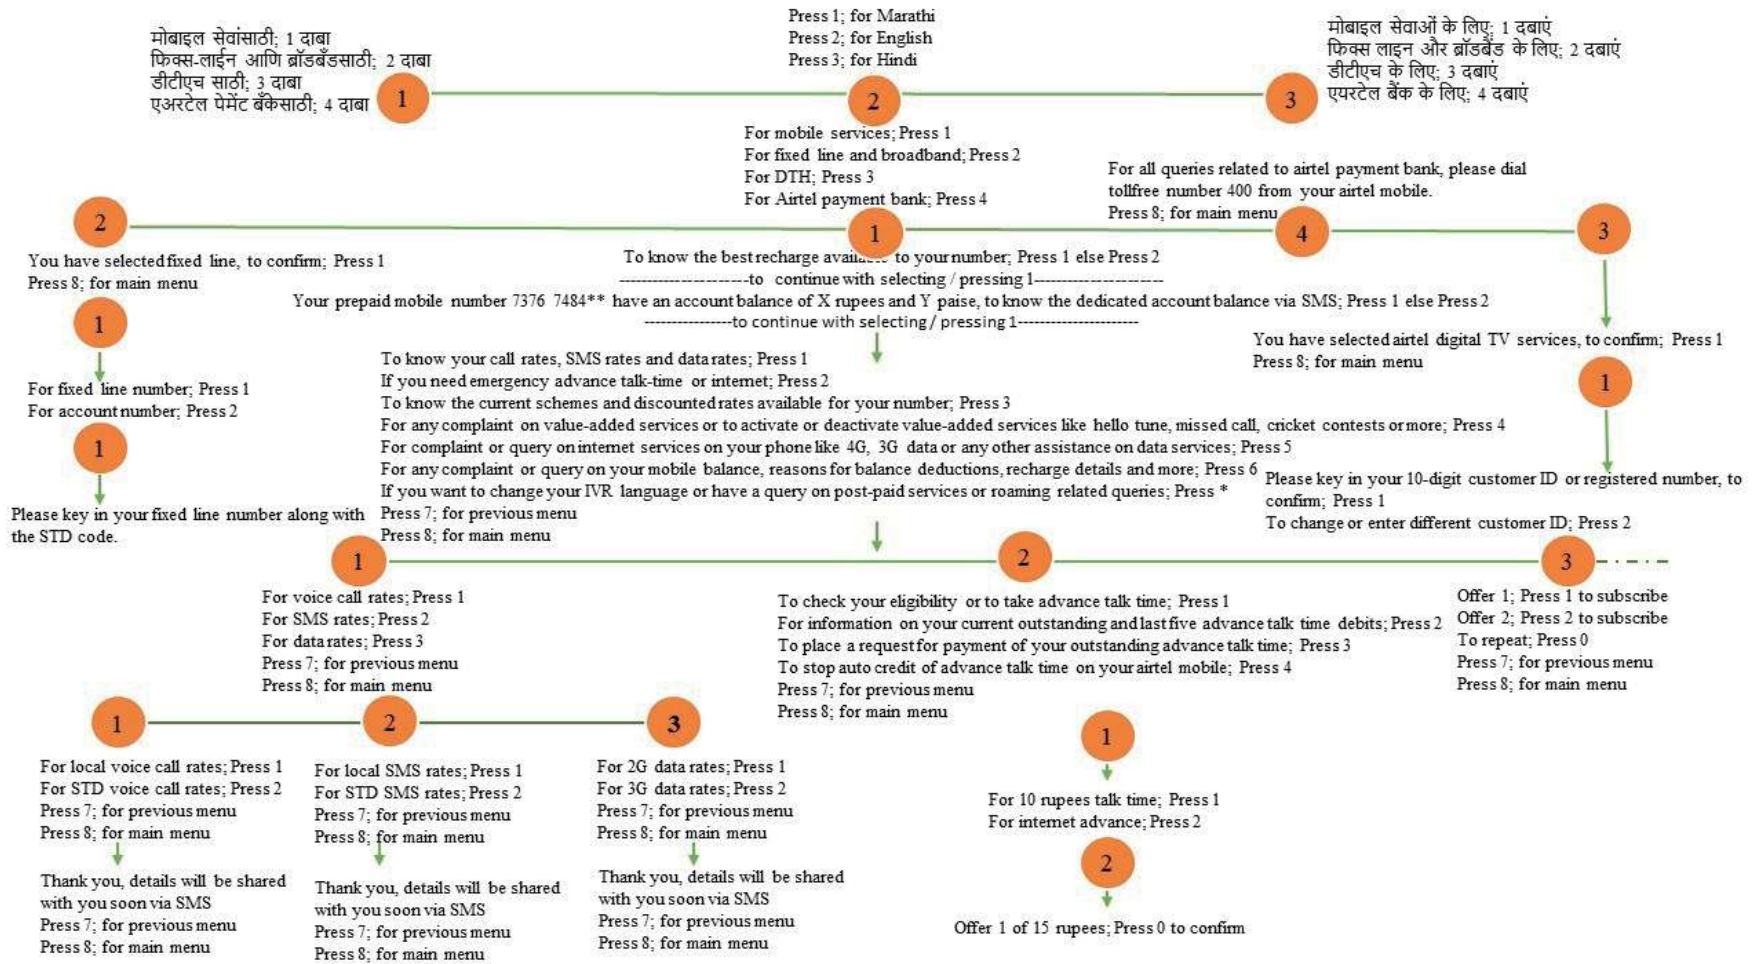 Press 1; for Marathi
Press 2; for English
Press 3; for Hindi
मोबाइल सेवांसाठी; 1 दाबा
फिक्स-लाईन आणि ब्रॉडबँडसाठी; 2 दाबा
डीटीएच साठी; 3 दाबा
एअरटेल पेमेंट बँकेसाठी; 4 दाबा
मोबाइल सेवाओं के लिए; 1 दबाएं
फिक्स लाइन और ब्रॉडबैंड के लिए; 2 दबाएं
डीटीएच के लिए; 3 दबाएं
एयरटेल बैंक के लिए; 4 दबाएं
1
2
3
For mobile services; Press 1
For fixed line and broadband; Press 2
For DTH; Press 3
For Airtel payment bank; Press 4
For all queries related to airtel payment bank, please dial
tollfree number 400 from your airtel mobile.
Press 8; for main menu
2
1
4
3
You have selected fixed line, to confirm; Press 1
Press 8; for main menu
1
For fixed line number; Press 1
For account number; Press 2
1
Please key in your fixed line number along with
the STD code.
To know the best recharge to your number; Press 1 else Press 2
-----------------------to continue with selecting / pressing 1-----------------------
Your prepaid mobile number 7376 7484** have an account balance of X rupees and Y paise, to know the dedicated account balance via SMS; Press 1 else Press 2
----------------to continue with selecting / pressing 1----------------------
To know your call rates, SMS rates and data rates; Press 1
If you need emergency advance talk-time or internet; Press 2
To know the current schemes and discounted rates available for your number; Press 3
For any complaint on value-added services or to activate or deactivate value-added services like hello tune, missed call, cricket contests or more; Press 4
For complaint or query on internet services on your phone like 4G, 3G data or any other assistance on data services; Press 5
For any complaint or query on your mobile balance, reasons for balance deductions, recharge details and more; Press 6
If you want to change your IVR language or have a query on post-paid services or roaming related queries; Press *
Press 7; for previous menu
Press 8; for main menu
You have selected airtel digital TV services, to confirm; Press 1
Press 8; for main menu
1
Please key in your 10-digit customer ID or registered number, to
confirm; Press 1
To change or enter different customer ID; Press 2
1
2
3
For voice call rates; Press 1
For SMS rates; Press 2
For data rates; Press 3
Press 7; for previous menu
Press 8; for main menu
To check your eligibility or to take advance talk time; Press 1
For information on your current outstanding and last five advance talk time debits; Press 2
To place a request for payment of your outstanding advance talk time; Press 3
To stop auto credit of advance talk time on your airtel mobile; Press 4
Press 7; for previous menu
Press 8; for main menu
Offer 1; Press 1 to subscribe
Offer 2; Press 2 to subscribe
To repeat; Press 0
Press 7; for previous menu
Press 8; for main menu
1
2
3
For local voice call rates; Press 1
For STD voice call rates; Press 2
Press 7; for previous menu
Press 8; for main menu
Thank you, details will be shared
with you soon via SMS
Press 7; for previous menu
Press 8; for main menu
For local SMS rates; Press 1
For STD SMS rates; Press 2
Press 7; for previous menu
Press 8; for main menu
Thank you, details will be shared
with you soon via SMS
Press 7; for previous menu
Press 8; for main menu
For 2G data rates; Press 1
For 3G data rates; Press 2
Press 7; for previous menu
Press 8; for main menu
Thank you, details will be shared
with you soon via SMS
Press 7; for previous menu
Press 8; for main menu
1
For 10 rupees talk time; Press 1
For internet advance; Press 2
2
Offer 1 of 15 rupees; Press 0 to confirm